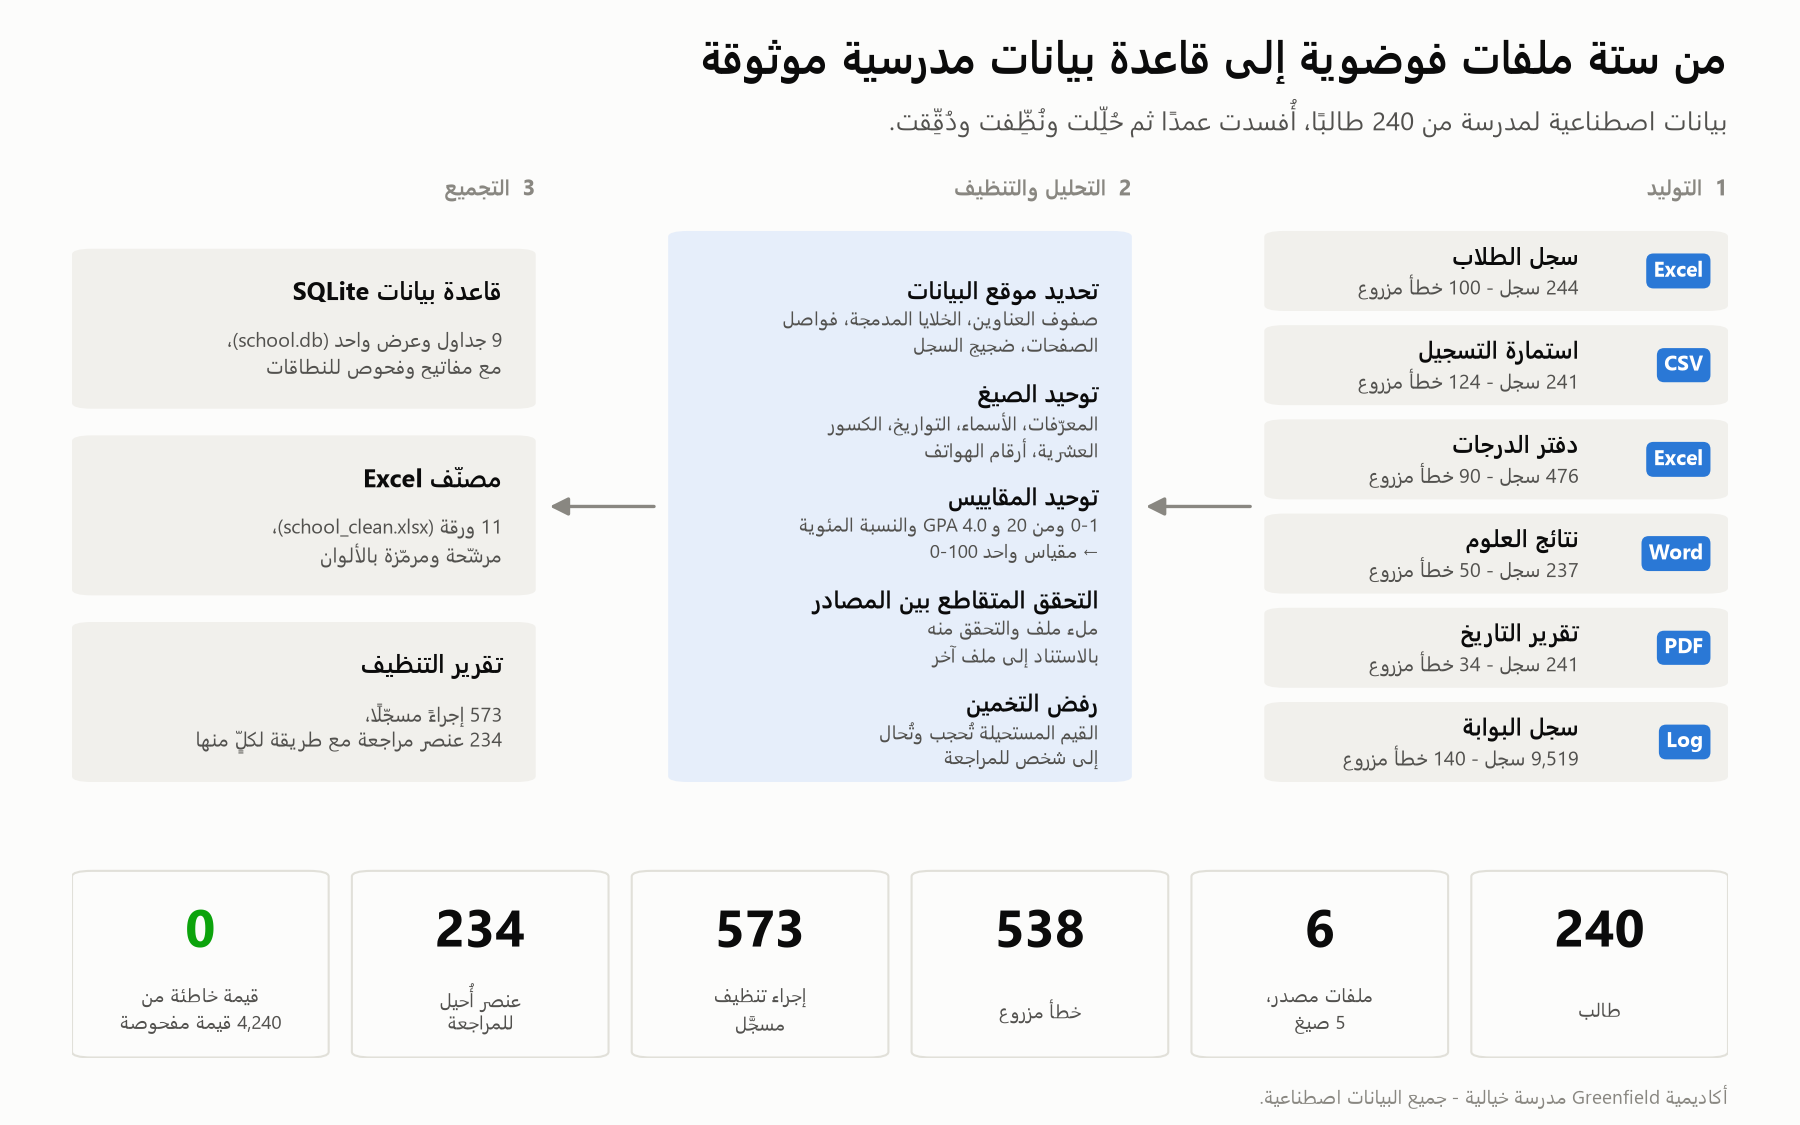 من ستة ملفات فوضوية إلى قاعدة بيانات مدرسية موثوقة
بيانات اصطناعية لمدرسة من 240 طالبًا، أُفسدت عمدًا ثم حُلِّلت ونُظِّفت ودُقِّقت.
1 التوليد
Excel
سجل الطلاب
244 سجل - 100 خطأ مزروع
CSV
استمارة التسجيل
241 سجل - 124 خطأ مزروع
Excel
دفتر الدرجات
476 سجل - 90 خطأ مزروع
Word
نتائج العلوم
237 سجل - 50 خطأ مزروع
PDF
تقرير التاريخ
241 سجل - 34 خطأ مزروع
Log
سجل البوابة
9,519 سجل - 140 خطأ مزروع
2 التحليل والتنظيف
تحديد موقع البيانات
صفوف العناوين، الخلايا المدمجة، فواصل
الصفحات، ضجيج السجل
توحيد الصيغ
المعرّفات، الأسماء، التواريخ، الكسور
العشرية، أرقام الهواتف
توحيد المقاييس
0-1 ومن 20 و GPA 4.0 والنسبة المئوية
← مقياس واحد 100-0
التحقق المتقاطع بين المصادر
ملء ملف والتحقق منه
بالاستناد إلى ملف آخر
رفض التخمين
القيم المستحيلة تُحجب وتُحال
إلى شخص للمراجعة
3 التجميع
قاعدة بيانات SQLite
9 جداول وعرض واحد (school.db)،
مع مفاتيح وفحوص للنطاقات
مصنّف Excel
11 ورقة (school_clean.xlsx)،
مرشّحة ومرمّزة بالألوان
تقرير التنظيف
573 إجراءً مسجّلًا،
234 عنصر مراجعة مع طريقة لكلٍّ منها
240
طالب
6
ملفات مصدر،
5 صيغ
538
خطأ مزروع
573
إجراء تنظيف
مسجَّل
234
عنصر أُحيل
للمراجعة
0
قيمة خاطئة من
4,240 قيمة مفحوصة
أكاديمية Greenfield مدرسة خيالية - جميع البيانات اصطناعية.